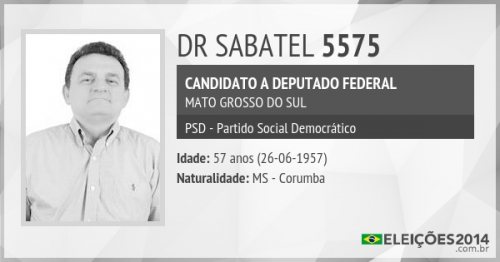 DR SABATEL 5575
CANDIDATO A DEPUTADO FEDERAL
MATO GROSSO DO SUL
PSD - Partido Social Democrático
Idade: 57 anos (26-06-1957)
Naturalidade: MS - Corumba
ELEIÇÕES2014
.com.br